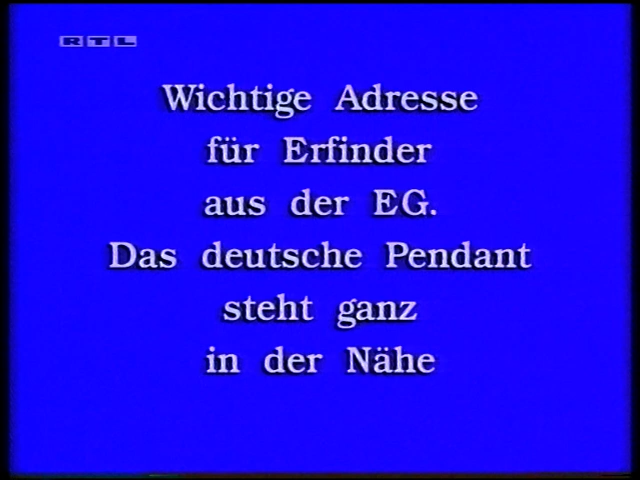 RTL
Wichtige Adresse
für Erfinder
aus der EG.
Das deutsche Pendant
steht ganz
in der Nähe